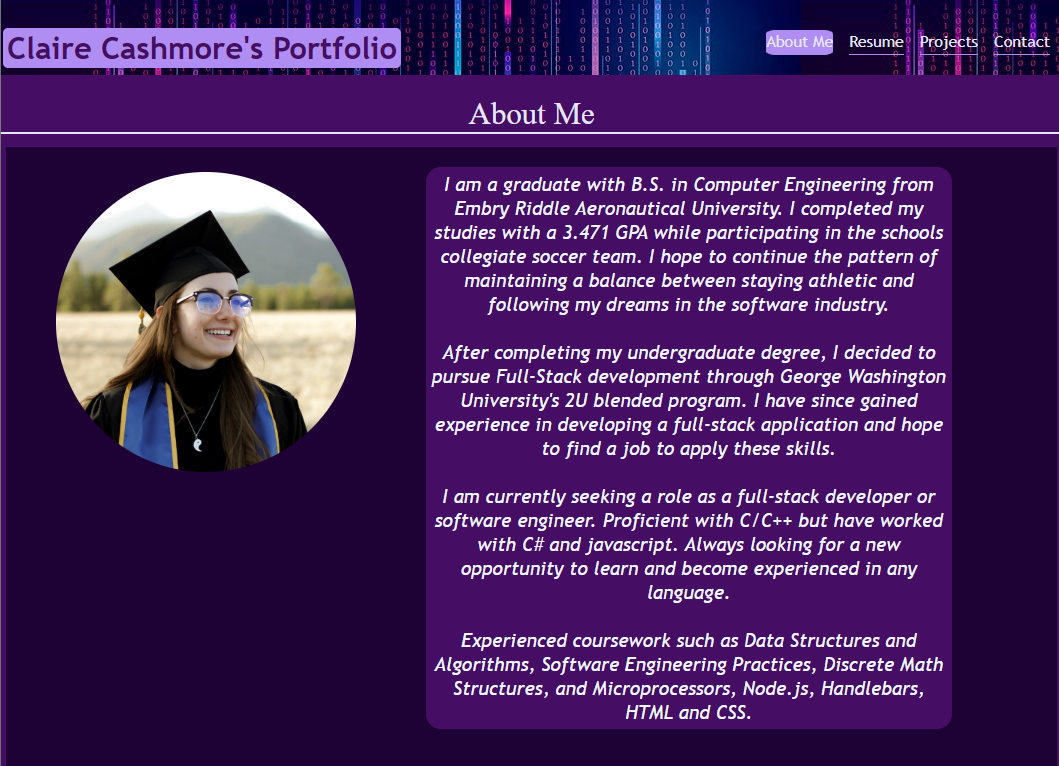 Claire Cashmore's Portfolio
About Me Resume Projects Contact
About Me
I am a graduate with B.S. in Computer Engineering from
Embry Riddle Aeronautical University. I completed my
studies with a 3.471 GPA while participating in the schools
collegiate soccer team. I hope to continue the pattern of
maintaining a balance between staying athletic and
following my dreams in the software industry.
After completing my undergraduate degree, I decided to
pursue Full-Stack development through George Washington
University's 2U blended program. I have since gained
experience in developing a full-stack application and hope
to find a job to apply these skills.
I am currently seeking a role as a full-stack developer or
software engineer. Proficient with C/C++ but have worked
with C# and javascript. Always looking for a new
opportunity to learn and become experienced in any
language.
Experienced coursework such as Data Structures and
Algorithms, Software Engineering Practices, Discrete Math
Structures, and Microprocessors, Node.js, Handlebars,
HTML and CSS.